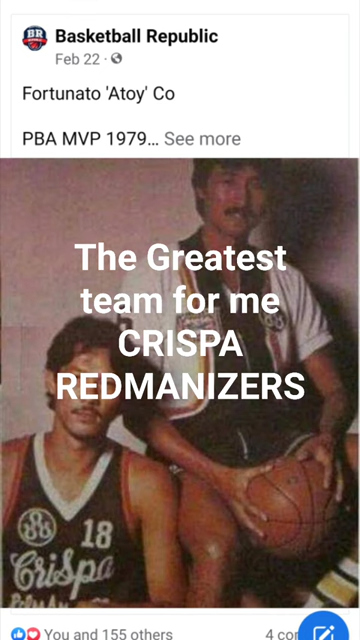 BR
Basketball Republic
Feb 22 ·
Fortunato 'Atoy' Co
PBA MVP 1979... See more
The Greatest
team for me
CRISPA
REDMANIZERS
18
Crispa
You and 155 others
4 co